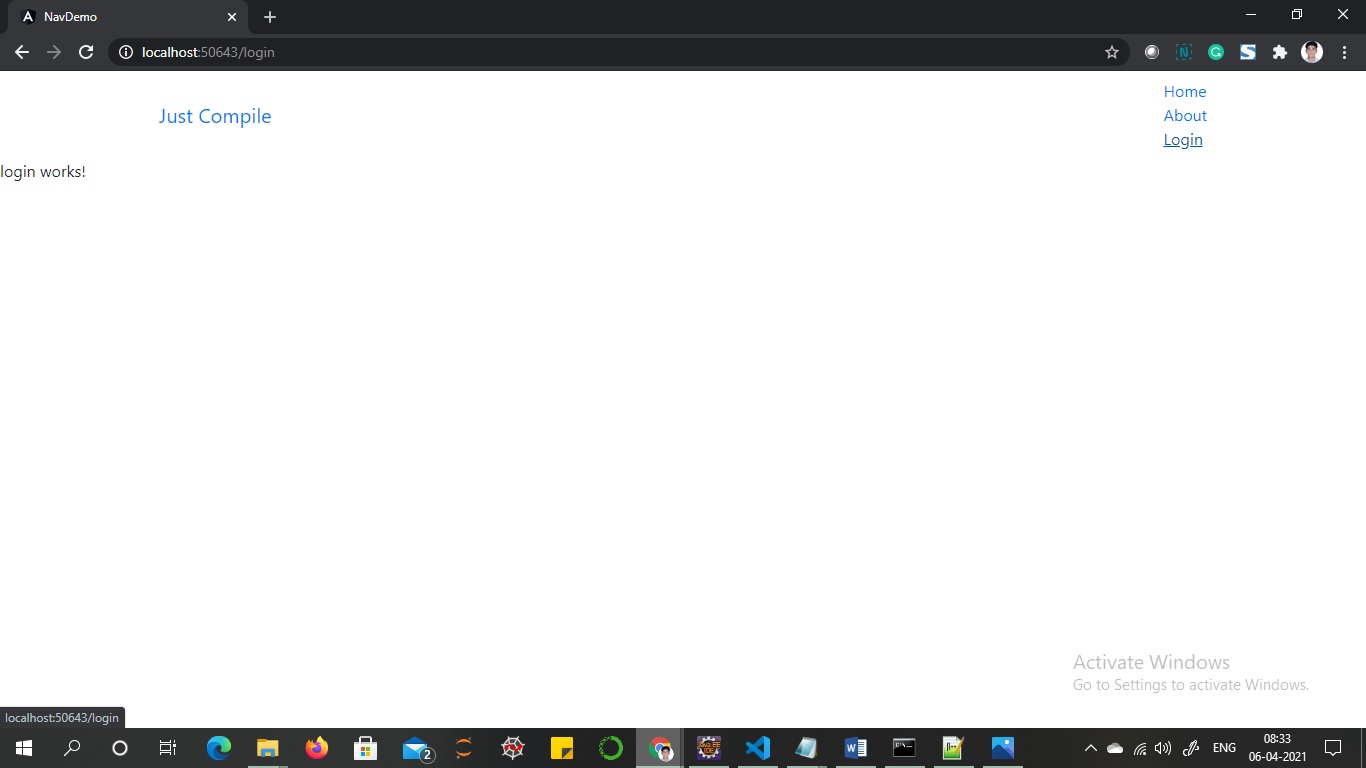 NavDemo
localhost:50643/login
Just Compile
Home
About
Login
login works!
Activate Windows
Go to Settings to activate Windows.
localhost:50643/login
2
ENG
08:33
06-04-2021